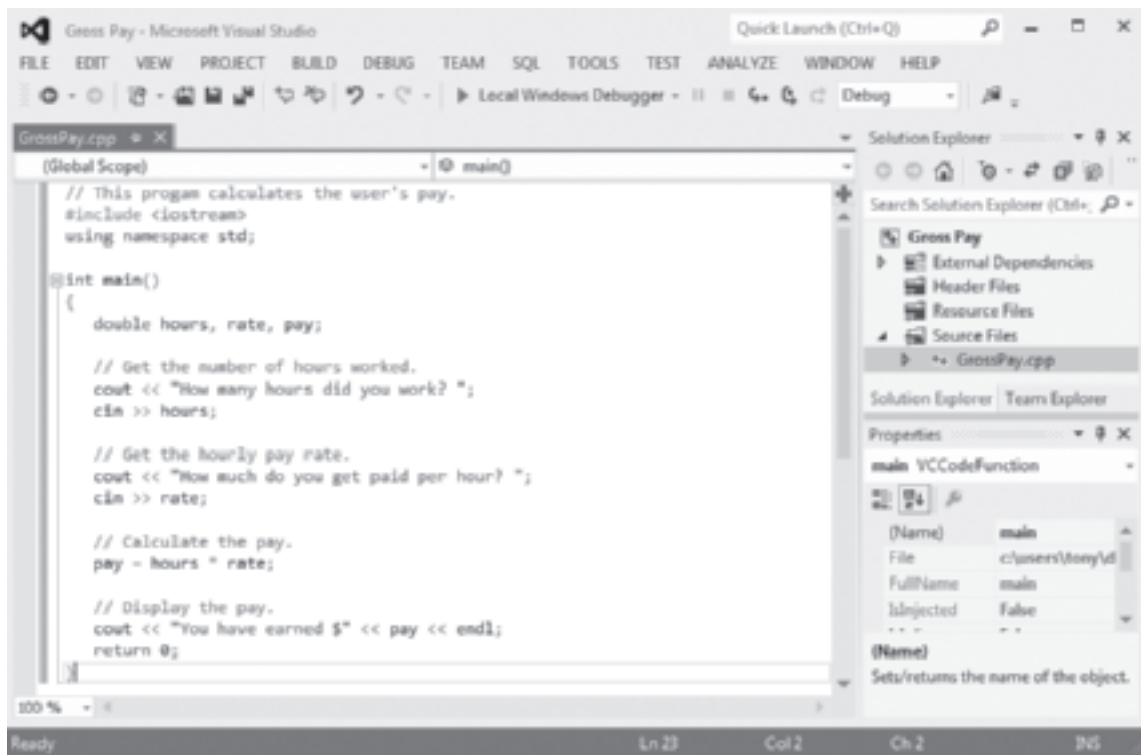 Gross Pay - Microsoft Visual Studio
Quick Launch (Ctrl+Q)
FILE EDIT VIEW PROJECT BUILD DEBUG TEAM SQL TOOLS TEST ANALYZE WINDOW HELP
Local Windows Debugger
Debug
GrossPay.cpp
(Global Scope)
main()
// This progam calculates the user's pay.
#include <iostream>
using namespace std;
int main()
{
double hours, rate, pay;
// Get the number of hours worked.
cout << "How many hours did you work? ";
cin >> hours;
// Get the hourly pay rate.
cout << "How much do you get paid per hour? ";
cin >> rate;
// Calculate the pay.
pay = hours * rate;
// Display the pay.
cout << "You have earned $" << pay << endl;
return 0;
}
100 %
Solution Explorer
Search Solution Explorer (Ctrl+;
Gross Pay
External Dependencies
Header Files
Resource Files
Source Files
GrossPay.cpp
Solution Explorer Team Explorer
Properties
main VCCodeFunction
(Name) main
File c:\users\tony\d
FullName main
IsInjected False
(Name)
Sets/returns the name of the object.
Ready Ln 23 Col 2 Ch 2 INS